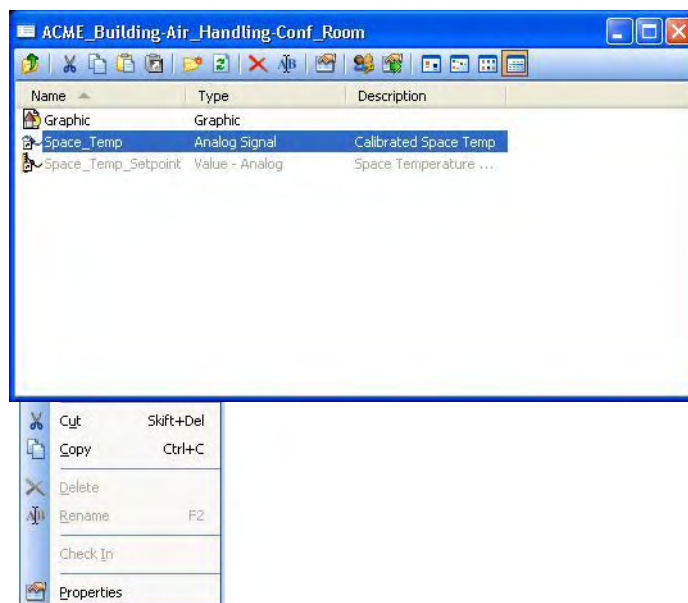 ACME_Building-Air_Handling-Conf_Room
Name Type Description
Graphic Graphic
Space_Temp Analog Signal Calibrated Space Temp
Space_Temp_Setpoint Value - Analog Space Temperature ...
Cut Skift+Del
Copy Ctrl+C
Delete
Rename F2
Check In
Properties